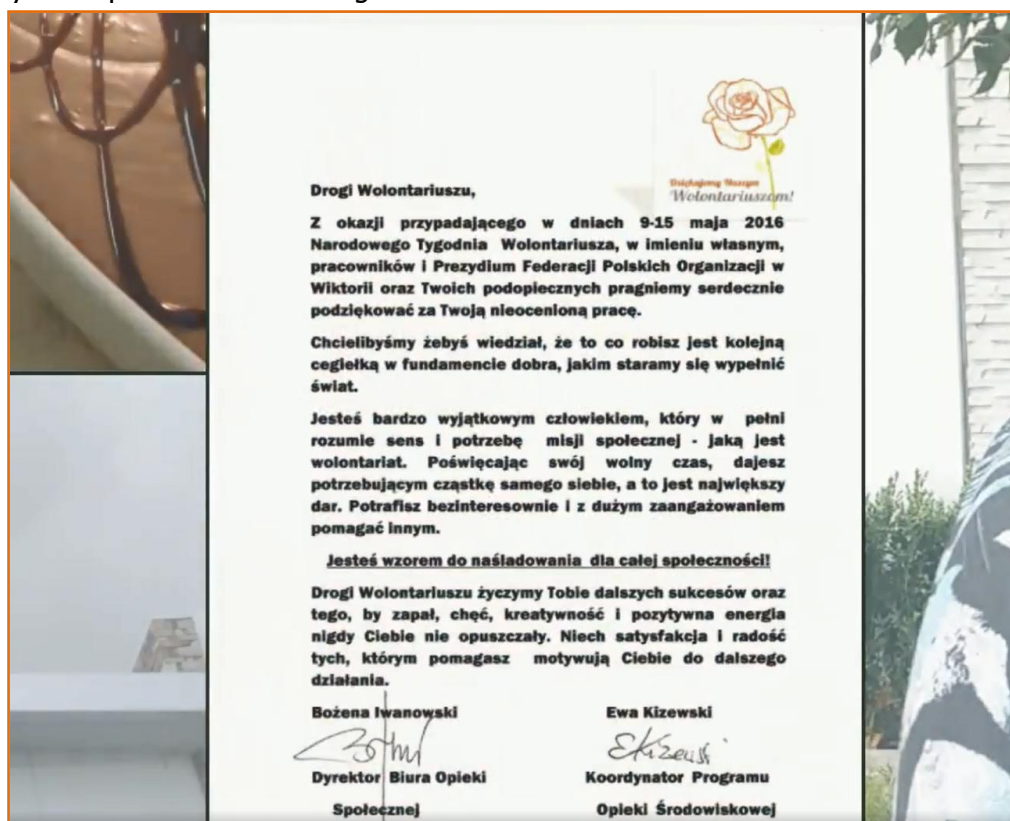 Dziękujemy Naszym
Wolontariuszom!
Drogi Wolontariuszu,
Z okazji przypadającego w dniach 9-15 maja 2016
Narodowego Tygodnia Wolontariusza, w imieniu własnym,
pracowników i Prezydium Federacji Polskich Organizacji w
Wiktorii oraz Twoich podopiecznych pragniemy serdecznie
podziękować za Twoją nieocenioną pracę.
Chcielibyśmy żebyś wiedział, że to co robisz jest kolejną
cegiełką w fundamencie dobra, jakim staramy się wypełnić
świat.
Jesteś bardzo wyjątkowym człowiekiem, który w pełni
rozumie sens i potrzebę misji społecznej - jaką jest
wolontariat. Poświęcając swój wolny czas, dajesz
potrzebującym cząstkę samego siebie, a to jest największy
dar. Potrafisz bezinteresownie i z dużym zaangażowaniem
pomagać innym.
Jesteś wzorem do naśladowania dla całej społeczności!
Drogi Wolontariuszu życzymy Tobie dalszych sukcesów oraz
tego, by zapał, chęć, kreatywność i pozytywna energia
nigdy Ciebie nie opuszczały. Niech satysfakcja i radość
tych, którym pomagasz motywują Ciebie do dalszego
działania.
Bożena Iwanowski Ewa Kizewski
EKizewski
Dyrektor Biura Opieki Koordynator Programu
Społecznej Opieki Środowiskowej